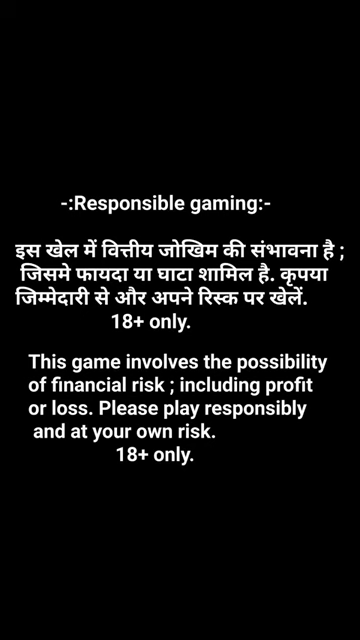 -:Responsible gaming:-
इस खेल में वित्तीय जोखिम की संभावना है ;
जिसमे फायदा या घाटा शामिल है. कृपया
जिम्मेदारी से और अपने रिस्क पर खेलें.
18+ only.
This game involves the possibility
of financial risk ; including profit
or loss. Please play responsibly
and at your own risk.
18+ only.